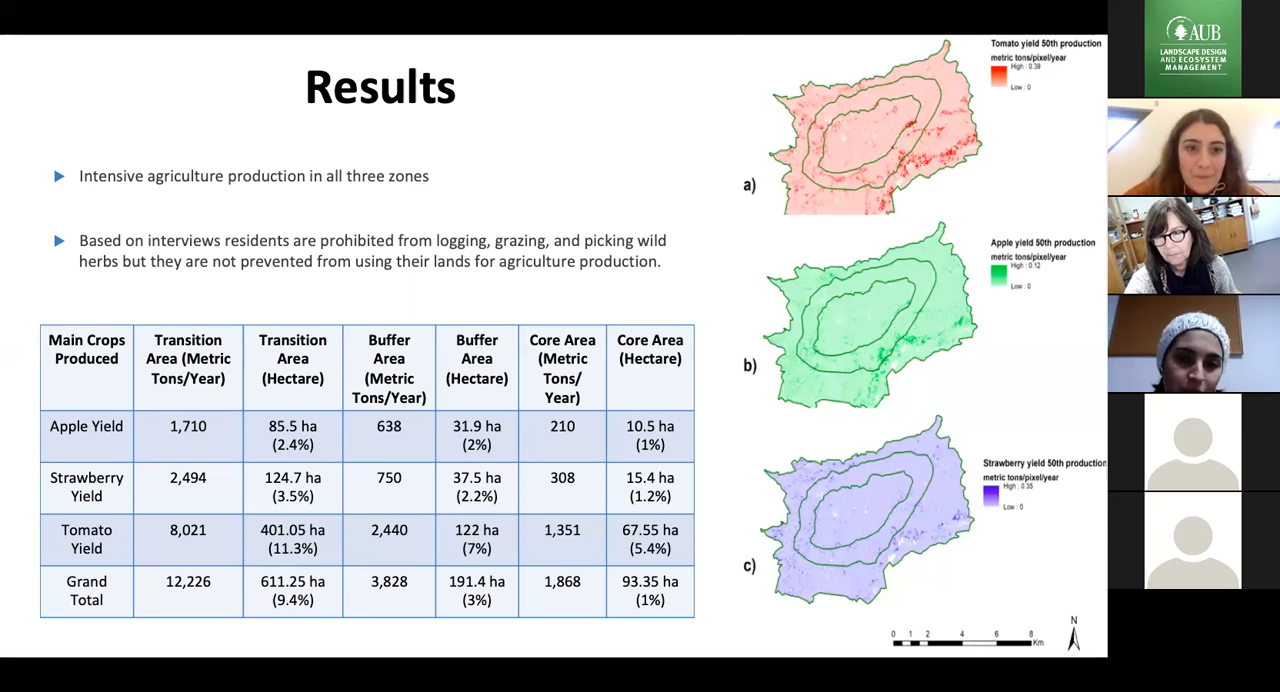 Results
Intensive agriculture production in all three zones
Based on interviews residents are prohibited from logging, grazing, and picking wild
herbs but they are not prevented from using their lands for agriculture production.
Main Crops Produced | Transition Area (Metric Tons/Year) | Transition Area (Hectare) | Buffer Area (Metric Tons/Year) | Buffer Area (Hectare) | Core Area (Metric Tons/ Year) | Core Area (Hectare)
Apple Yield | 1,710 | 85.5 ha (2.4%) | 638 | 31.9 ha (2%) | 210 | 10.5 ha (1%)
Strawberry Yield | 2,494 | 124.7 ha (3.5%) | 750 | 37.5 ha (2.2%) | 308 | 15.4 ha (1.2%)
Tomato Yield | 8,021 | 401.05 ha (11.3%) | 2,440 | 122 ha (7%) | 1,351 | 67.55 ha (5.4%)
Grand Total | 12,226 | 611.25 ha (9.4%) | 3,828 | 191.4 ha (3%) | 1,868 | 93.35 ha (1%)
Tomato yield 50th production
metric tons/pixel/year
High : 0.39
Low : 0
a)
Apple yield 50th production
metric tons/pixel/year
High : 0.12
Low : 0
b)
Strawberry yield 50th production
metric tons/pixel/year
High : 0.35
Low : 0
c)
N
0 1 2 4 6 8
Km
AUB
LANDSCAPE DESIGN
AND ECOSYSTEM
MANAGEMENT